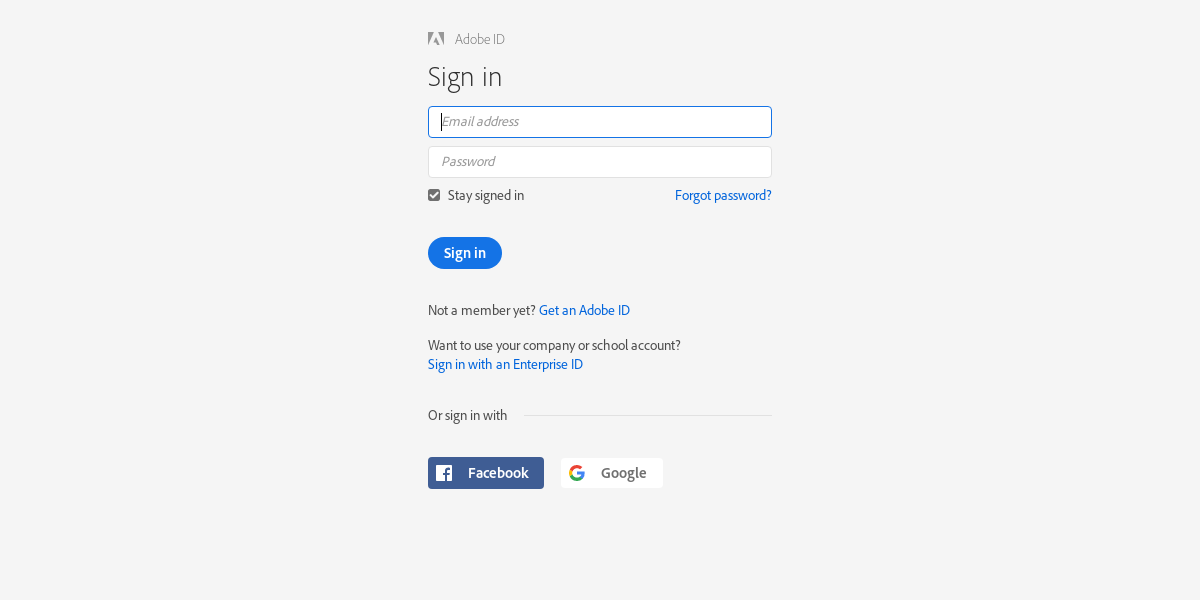 Adobe ID
Sign in
Email address
Password
Stay signed in Forgot password?
Sign in
Not a member yet? Get an Adobe ID
Want to use your company or school account?
Sign in with an Enterprise ID
Or sign in with
Facebook Google